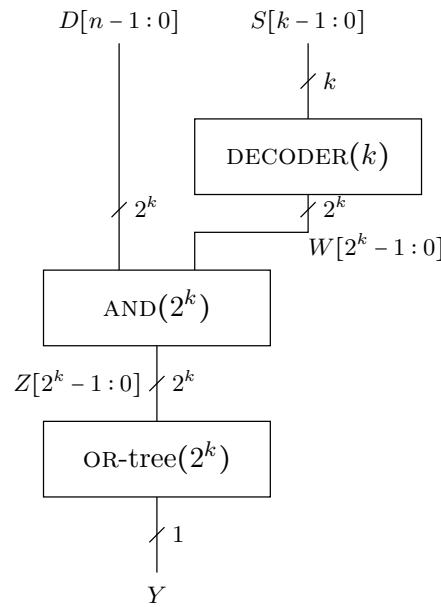 D[n − 1 : 0] S[k − 1 : 0]
k
DECODER(k)
2^k 2^k
W[2^k − 1 : 0]
AND(2^k)
Z[2^k − 1 : 0] 2^k
OR-tree(2^k)
1
Y